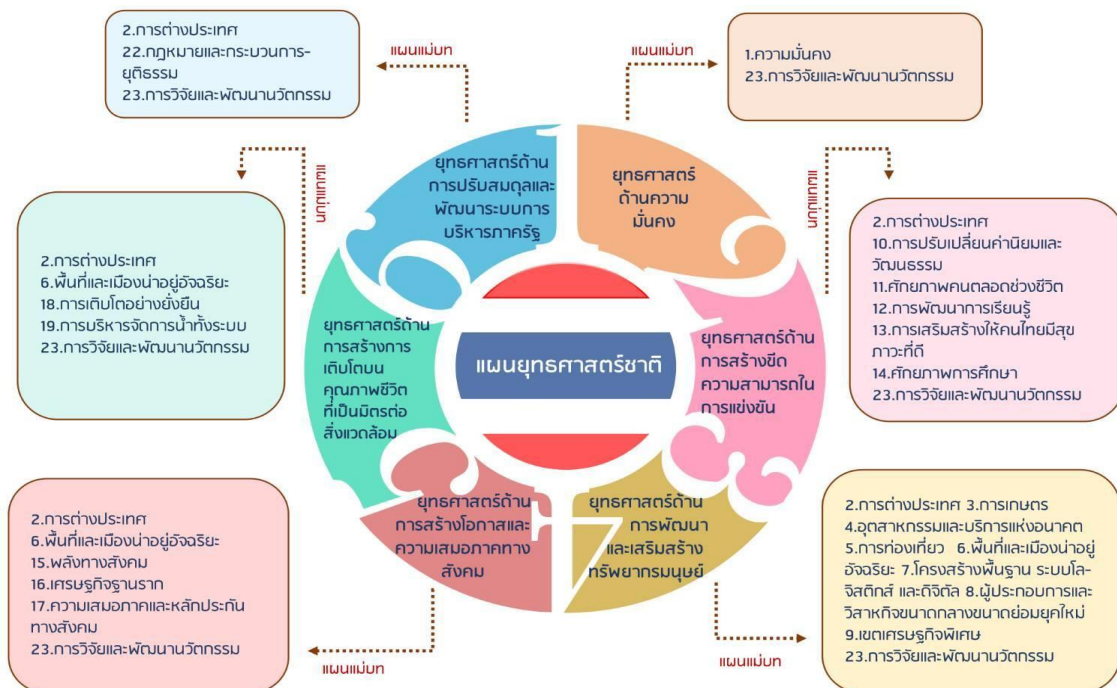 2.การต่างประเทศ
22.กฎหมายและกระบวนการ-
ยุติธรรม
23.การวิจัยและพัฒนานวัตกรรม
แผนแม่บท
แผนแม่บท
1.ความมั่นคง
23.การวิจัยและพัฒนานวัตกรรม
ยุทธศาสตร์ด้าน
การปรับสมดุลและ
พัฒนาระบบการ
บริหารภาครัฐ
ยุทธศาสตร์
ด้านความ
มั่นคง
แผนแม่บท
แผนแม่บท
2.การต่างประเทศ
6.พื้นที่และเมืองน่าอยู่อัจฉริยะ
18.การเติบโตอย่างยั่งยืน
19.การบริหารจัดการน้ำทั้งระบบ
23.การวิจัยและพัฒนานวัตกรรม
2.การต่างประเทศ
10.การปรับเปลี่ยนค่านิยมและ
วัฒนธรรม
11.ศักยภาพคนตลอดช่วงชีวิต
12.การพัฒนาการเรียนรู้
13.การเสริมสร้างให้คนไทยมีสุข
ภาวะที่ดี
14.ศักยภาพการศึกษา
23.การวิจัยและพัฒนานวัตกรรม
ยุทธศาสตร์ด้าน
การสร้างการ
เติบโตบน
คุณภาพชีวิต
ที่เป็นมิตรต่อ
สิ่งแวดล้อม
แผนยุทธศาสตร์ชาติ
ยุทธศาสตร์ด้าน
การสร้างขีด
ความสามารถใน
การแข่งขัน
ยุทธศาสตร์ด้าน
การสร้างโอกาสและ
ความเสมอภาคทาง
สังคม
ยุทธศาสตร์ด้าน
การพัฒนา
และเสริมสร้าง
ทรัพยากรมนุษย์
2.การต่างประเทศ
6.พื้นที่และเมืองน่าอยู่อัจฉริยะ
15.พลังทางสังคม
16.เศรษฐกิจฐานราก
17.ความเสมอภาคและหลักประกัน
ทางสังคม
23.การวิจัยและพัฒนานวัตกรรม
2.การต่างประเทศ 3.การเกษตร
4.อุตสาหกรรมและบริการแห่งอนาคต
5.การท่องเที่ยว 6.พื้นที่และเมืองน่าอยู่
อัจฉริยะ 7.โครงสร้างพื้นฐาน ระบบโล-
จิสติกส์ และดิจิตัล 8.ผู้ประกอบการและ
วิสาหกิจขนาดกลางขนาดย่อมยุคใหม่
9.เขตเศรษฐกิจพิเศษ
23.การวิจัยและพัฒนานวัตกรรม
แผนแม่บท
แผนแม่บท